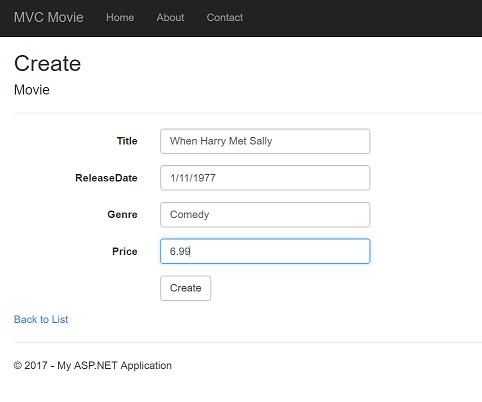 MVC Movie Home About Contact
Create
Movie
Title When Harry Met Sally
ReleaseDate 1/11/1977
Genre Comedy
Price 6.99
Create
Back to List
© 2017 - My ASP.NET Application